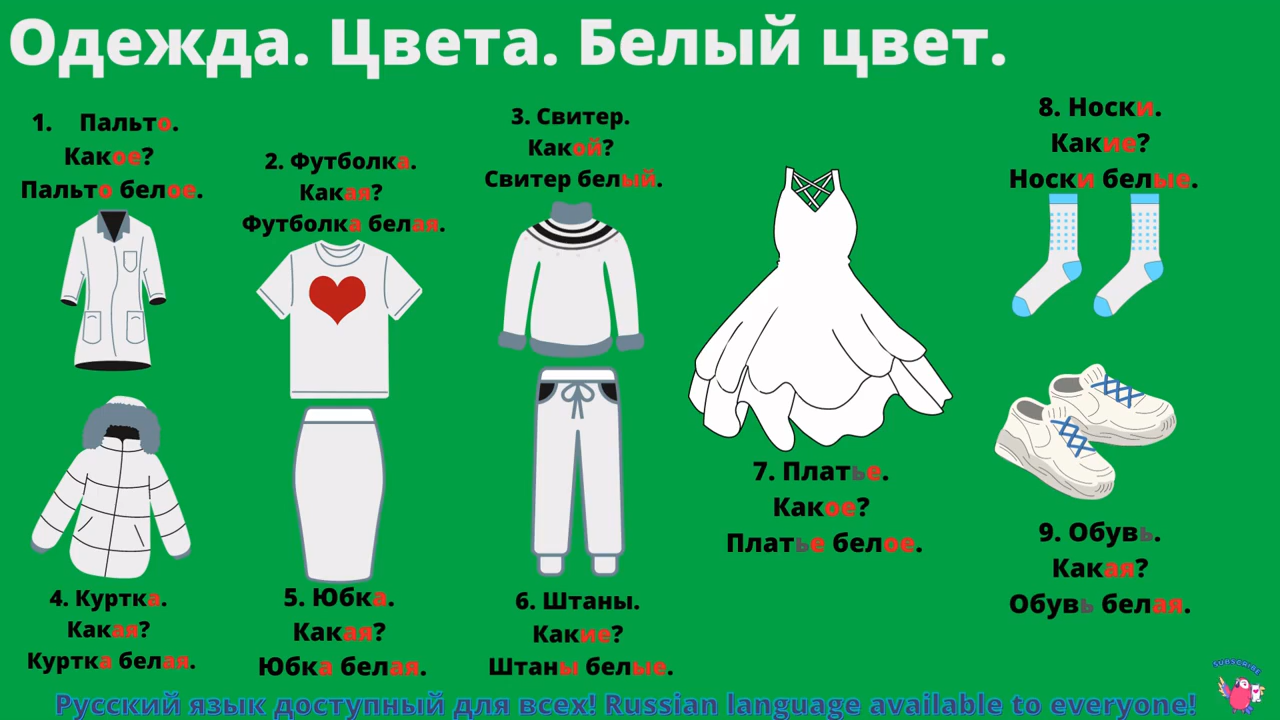 Одежда. Цвета. Белый цвет.
1. Пальто.
Какое?
Пальто белое.
2. Футболка.
Какая?
Футболка белая.
3. Свитер.
Какой?
Свитер белый.
4. Куртка.
Какая?
Куртка белая.
5. Юбка.
Какая?
Юбка белая.
6. Штаны.
Какие?
Штаны белые.
7. Платье.
Какое?
Платье белое.
8. Носки.
Какие?
Носки белые.
9. Обувь.
Какая?
Обувь белая.
SUBSCRIBE
Русский язык доступный для всех! Russian language available to everyone!